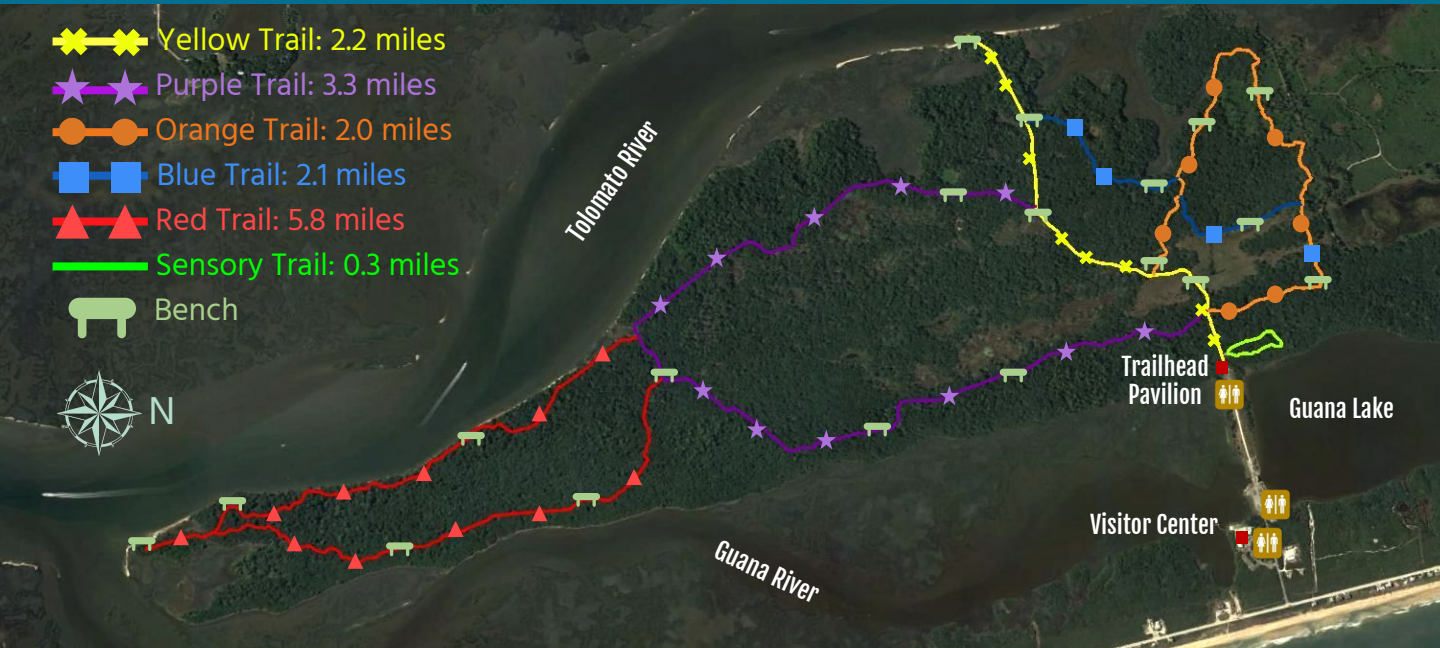 Yellow Trail: 2.2 miles
Purple Trail: 3.3 miles
Orange Trail: 2.0 miles
Blue Trail: 2.1 miles
Red Trail: 5.8 miles
Sensory Trail: 0.3 miles
Bench
N
Tolomato River
Trailhead
Pavilion
Guana Lake
Visitor Center
Guana River